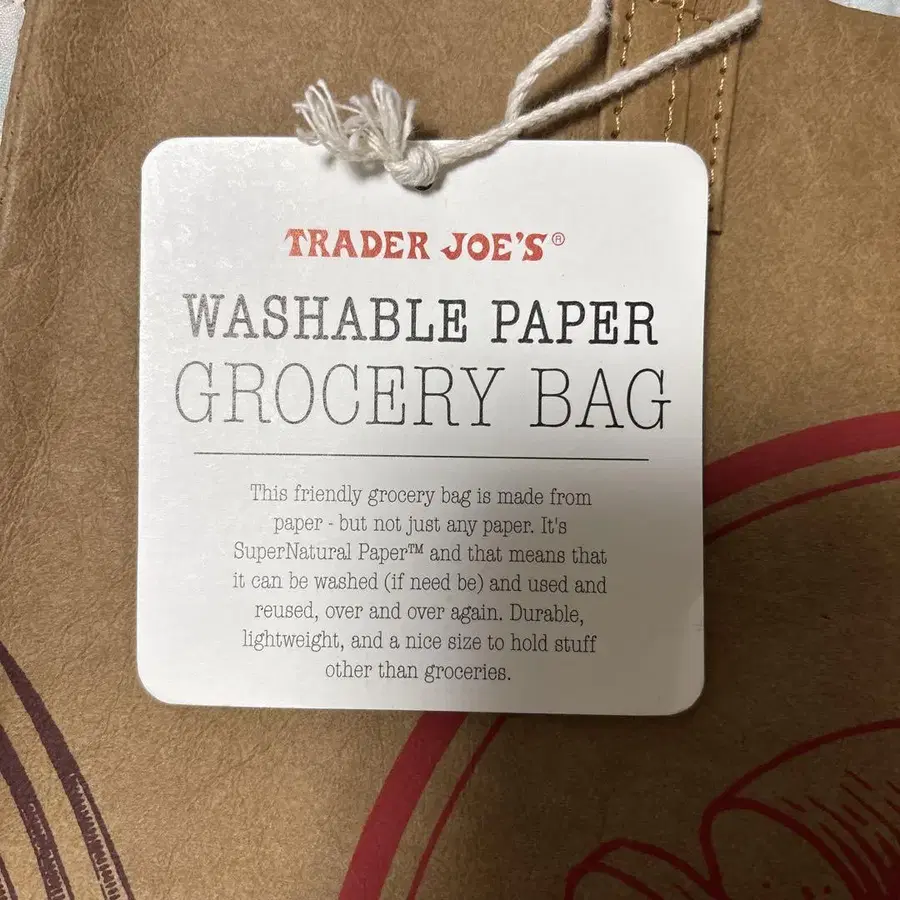 TRADER JOE'S®
WASHABLE PAPER
GROCERY BAG
This friendly grocery bag is made from
paper - but not just any paper. It's
SuperNatural Paper™ and that means that
it can be washed (if need be) and used and
reused, over and over again. Durable,
lightweight, and a nice size to hold stuff
other than groceries.